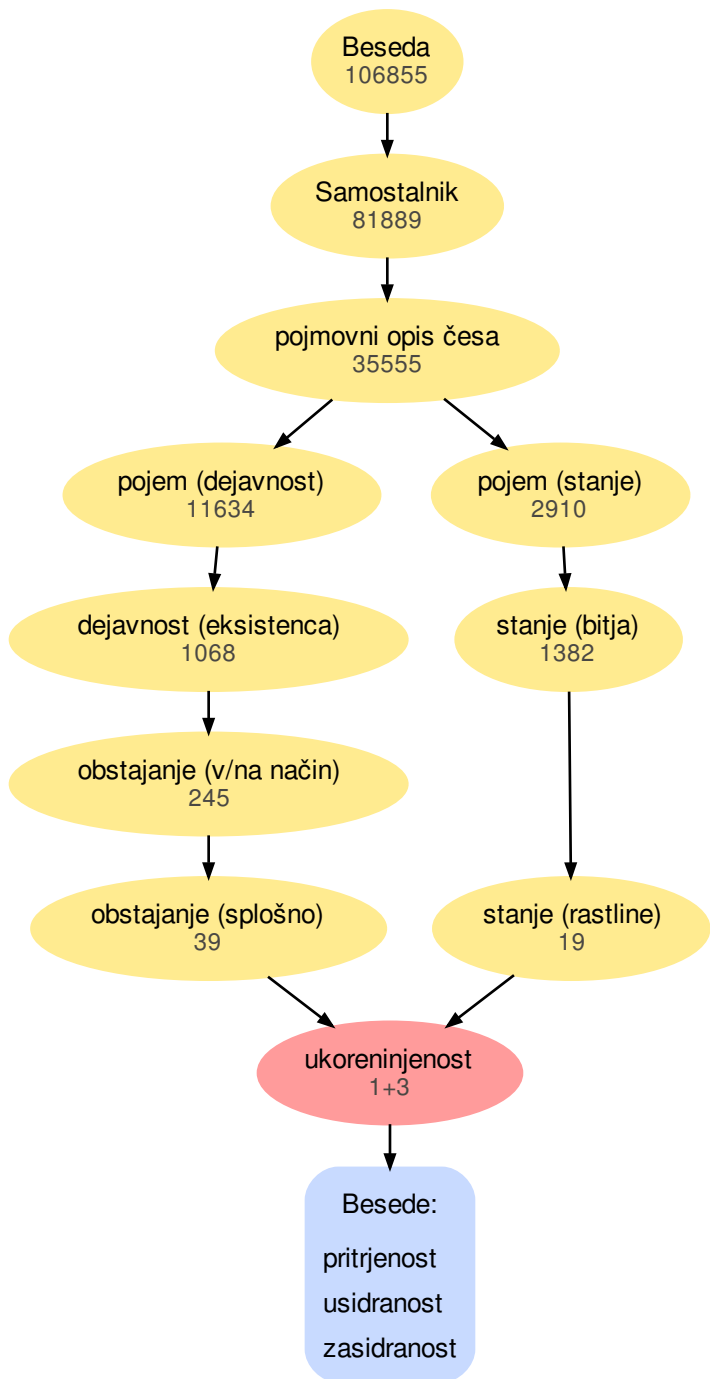 Beseda
106855
Samostalnik
81889
pojmovni opis česa
35555
pojem (dejavnost)
11634
pojem (stanje)
2910
dejavnost (eksistenca)
1068
stanje (bitja)
1382
obstajanje (v/na način)
245
obstajanje (splošno)
39
stanje (rastline)
19
ukoreninjenost
1+3
Besede:
pritrjenost
usidranost
zasidranost